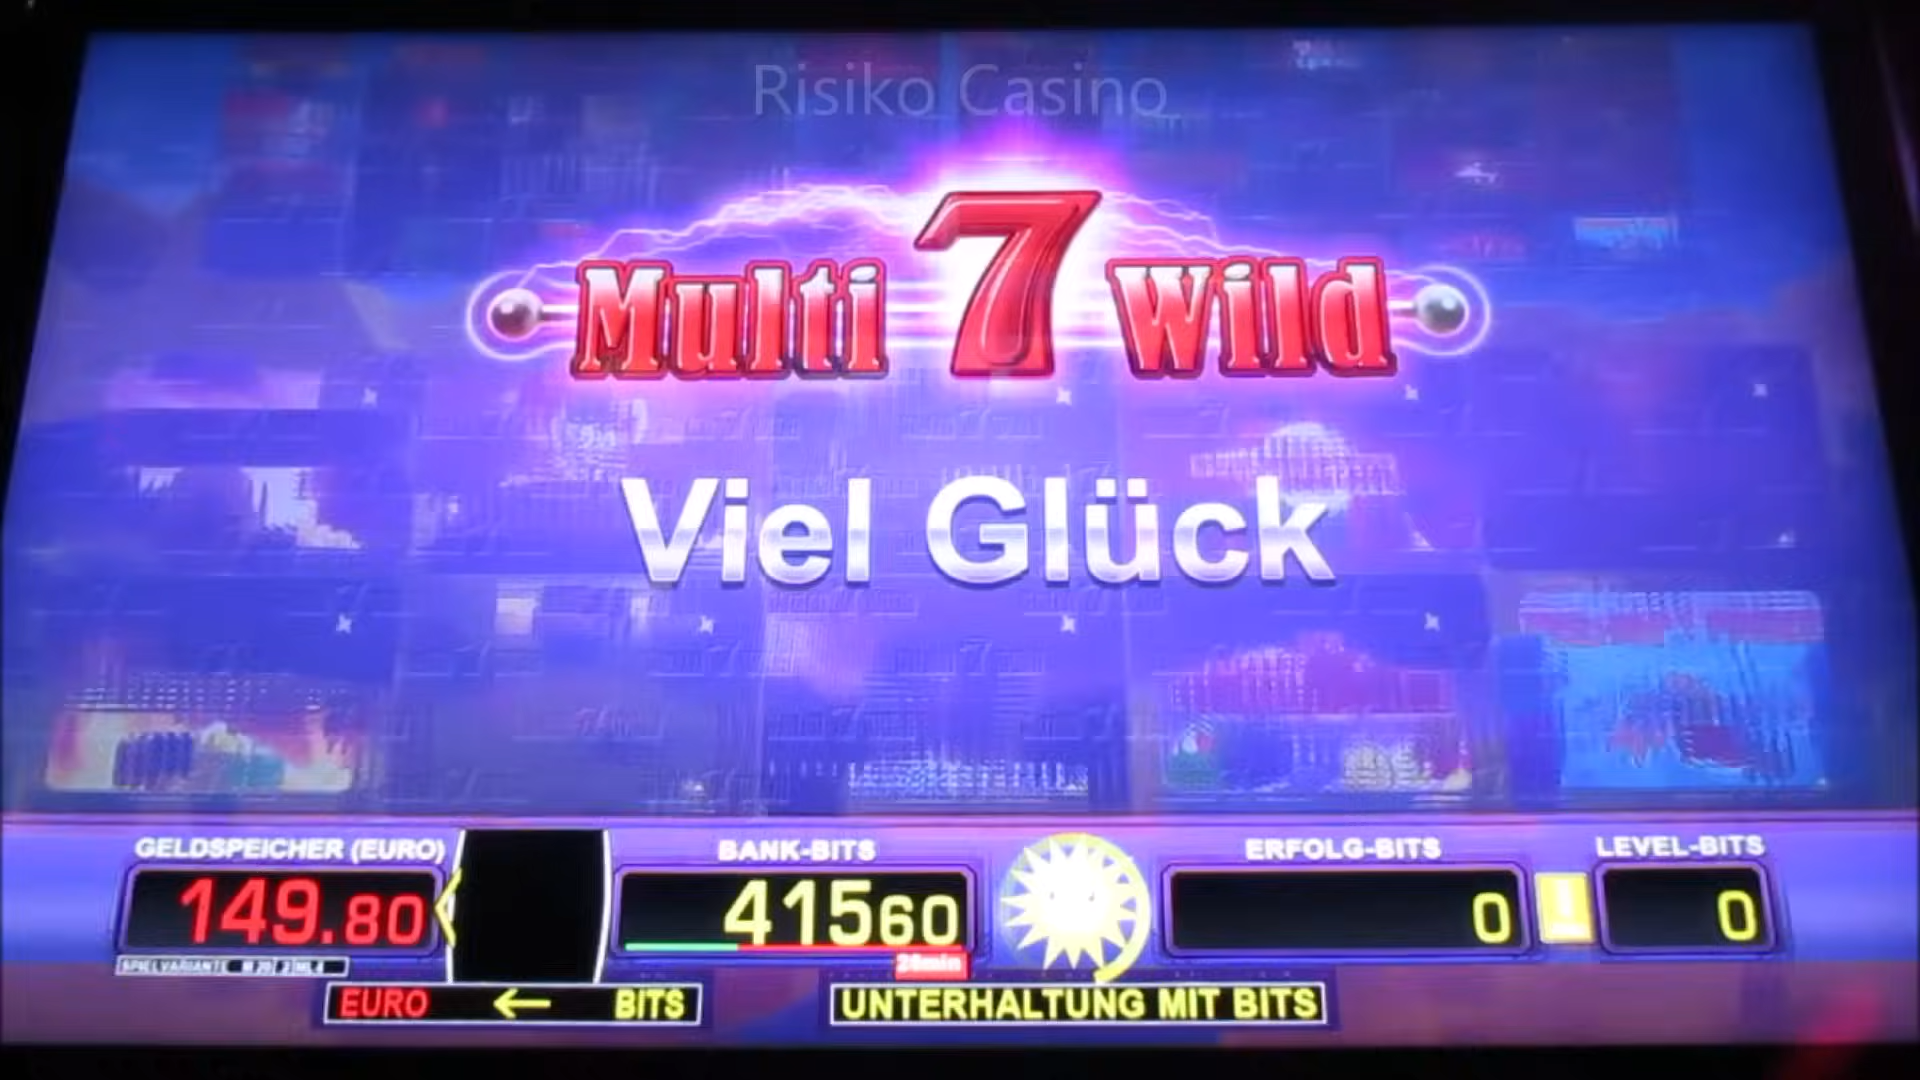 Risiko Casino
Multi 7 Wild
Viel Glück
GELDSPEICHER (EURO)
BANK-BITS
ERFOLG-BITS
LEVEL-BITS
149.80
41560
0
0
SPIELVARIANTE
EURO ← BITS
UNTERHALTUNG MIT BITS